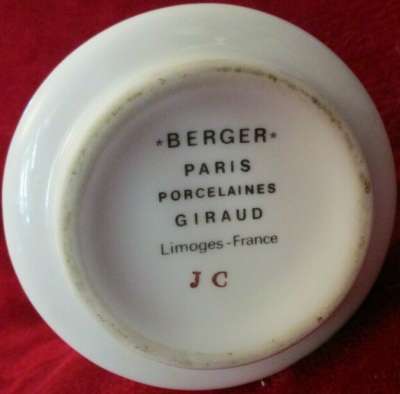 *BERGER*
PARIS
PORCELAINES
GIRAUD
Limoges-France
J C